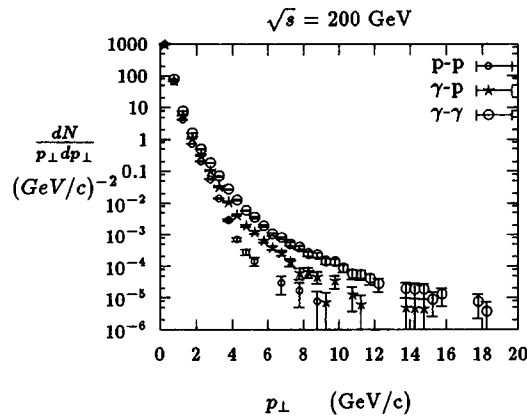 √s = 200 GeV
1000
100
10
1
0.1
10⁻²
10⁻³
10⁻⁴
10⁻⁵
10⁻⁶
dN
p⊥dp⊥
(GeV/c)⁻²
p-p
γ-p
γ-γ
0 2 4 6 8 10 12 14 16 18 20
p⊥ (GeV/c)